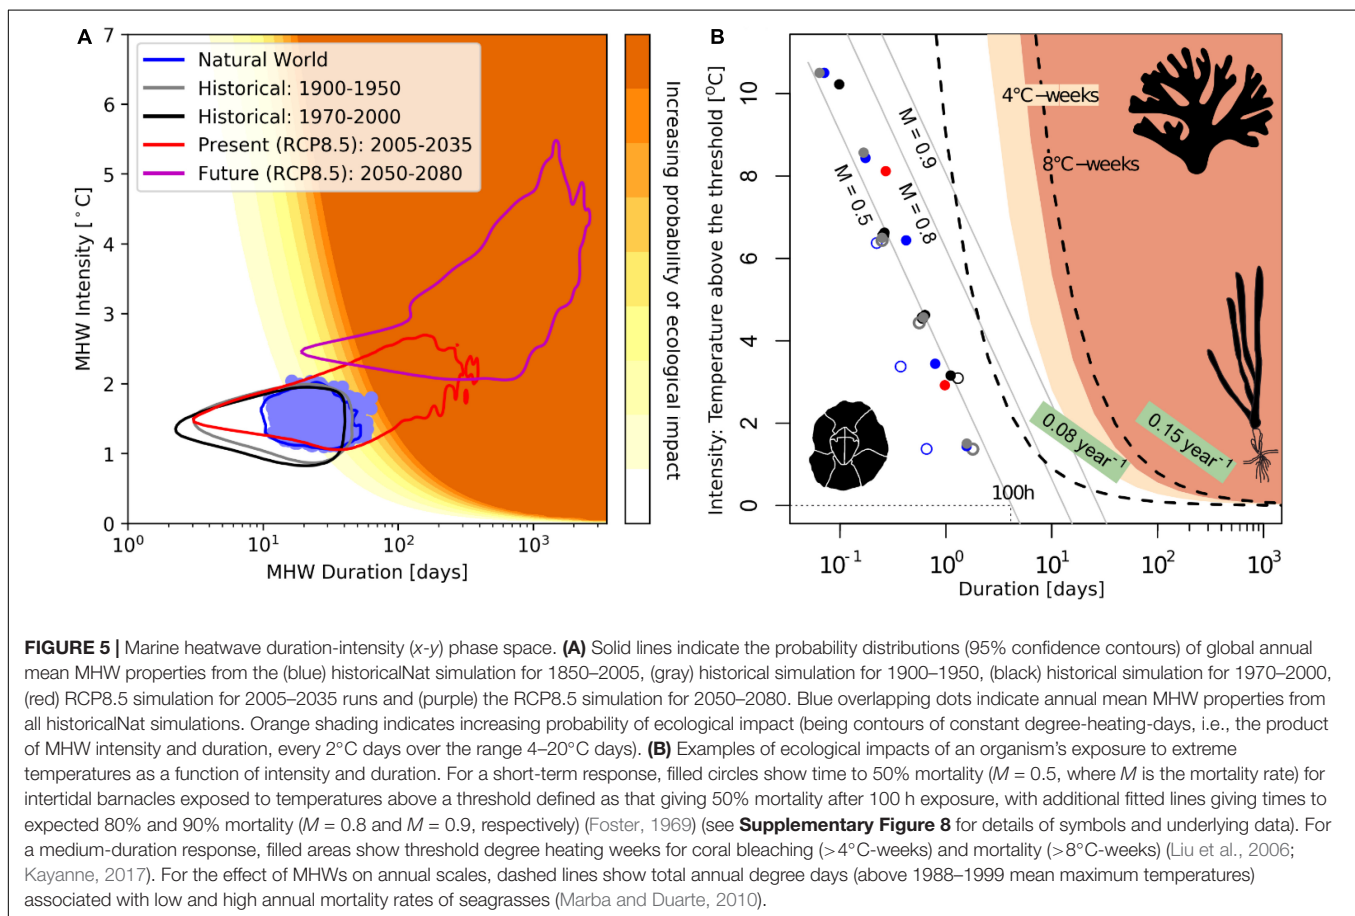 A
7
6
5
4
3
2
1
0
MHW Intensity [°C]
Natural World
Historical: 1900-1950
Historical: 1970-2000
Present (RCP8.5): 2005-2035
Future (RCP8.5): 2050-2080
10⁰
10¹
10²
10³
MHW Duration [days]
Increasing probability of ecological impact
B
10
8
6
4
2
0
Intensity: Temperature above the threshold [°C]
4°C–weeks
8°C–weeks
M = 0.9
M = 0.8
M = 0.5
0.08 year⁻¹
0.15 year⁻¹
100h
10⁻¹
10⁰
10¹
10²
10³
Duration [days]
FIGURE 5 | Marine heatwave duration-intensity (x-y) phase space. (A) Solid lines indicate the probability distributions (95% confidence contours) of global annual
mean MHW properties from the (blue) historicalNat simulation for 1850–2005, (gray) historical simulation for 1900–1950, (black) historical simulation for 1970–2000,
(red) RCP8.5 simulation for 2005–2035 runs and (purple) the RCP8.5 simulation for 2050–2080. Blue overlapping dots indicate annual mean MHW properties from
all historicalNat simulations. Orange shading indicates increasing probability of ecological impact (being contours of constant degree-heating-days, i.e., the product
of MHW intensity and duration, every 2°C days over the range 4–20°C days). (B) Examples of ecological impacts of an organism's exposure to extreme
temperatures as a function of intensity and duration. For a short-term response, filled circles show time to 50% mortality (M = 0.5, where M is the mortality rate) for
intertidal barnacles exposed to temperatures above a threshold defined as that giving 50% mortality after 100 h exposure, with additional fitted lines giving times to
expected 80% and 90% mortality (M = 0.8 and M = 0.9, respectively) (Foster, 1969) (see Supplementary Figure 8 for details of symbols and underlying data). For
a medium-duration response, filled areas show threshold degree heating weeks for coral bleaching (>4°C-weeks) and mortality (>8°C-weeks) (Liu et al., 2006;
Kayanne, 2017). For the effect of MHWs on annual scales, dashed lines show total annual degree days (above 1988–1999 mean maximum temperatures)
associated with low and high annual mortality rates of seagrasses (Marba and Duarte, 2010).